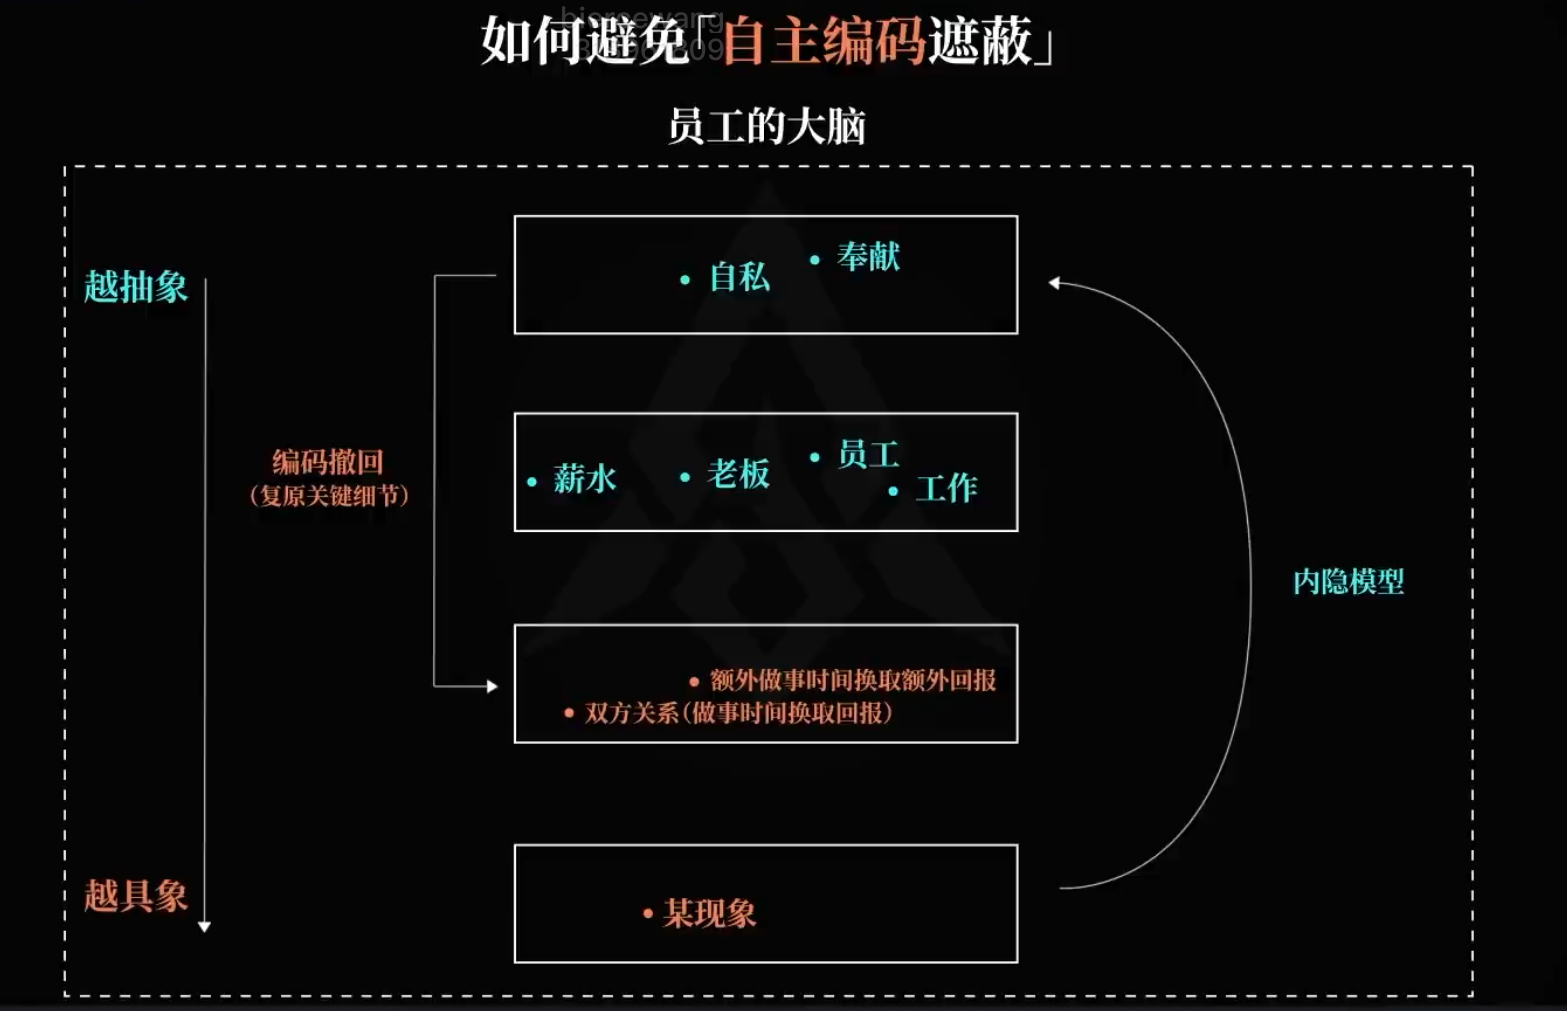 如何避免「自主编码遮蔽」
员工的大脑
越抽象
• 自私
• 奉献
编码撤回
（复原关键细节）
• 薪水
• 老板
• 员工
• 工作
内隐模型
• 额外做事时间换取额外回报
• 双方关系（做事时间换取回报）
越具象
• 某现象